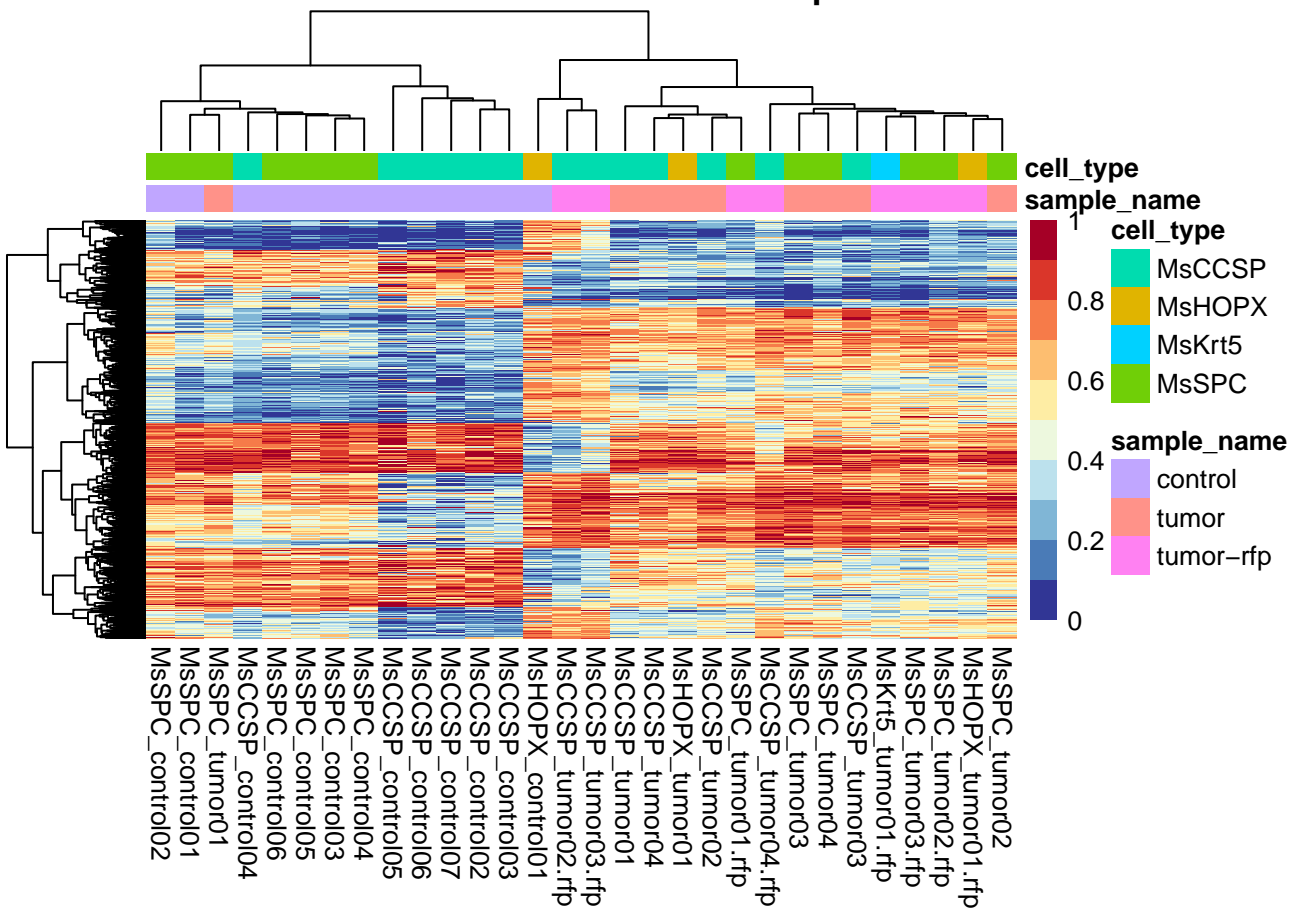 cell_type
sample_name
1
0.8
0.6
0.4
0.2
0
cell_type
MsCCSP
MsHOPX
MsKrt5
MsSPC
sample_name
control
tumor
tumor−rfp
MsSPC_control02
MsSPC_control01
MsSPC_tumor01
MsCCSP_control04
MsSPC_control06
MsSPC_control05
MsSPC_control03
MsSPC_control04
MsCCSP_control05
MsCCSP_control06
MsCCSP_control07
MsCCSP_control02
MsCCSP_control03
MsHOPX_control01
MsCCSP_tumor02.rfp
MsCCSP_tumor03.rfp
MsCCSP_tumor01
MsCCSP_tumor04
MsHOPX_tumor01
MsCCSP_tumor02
MsSPC_tumor01.rfp
MsCCSP_tumor04.rfp
MsSPC_tumor03
MsSPC_tumor04
MsCCSP_tumor03
MsKrt5_tumor01.rfp
MsSPC_tumor03.rfp
MsSPC_tumor02.rfp
MsHOPX_tumor01.rfp
MsSPC_tumor02